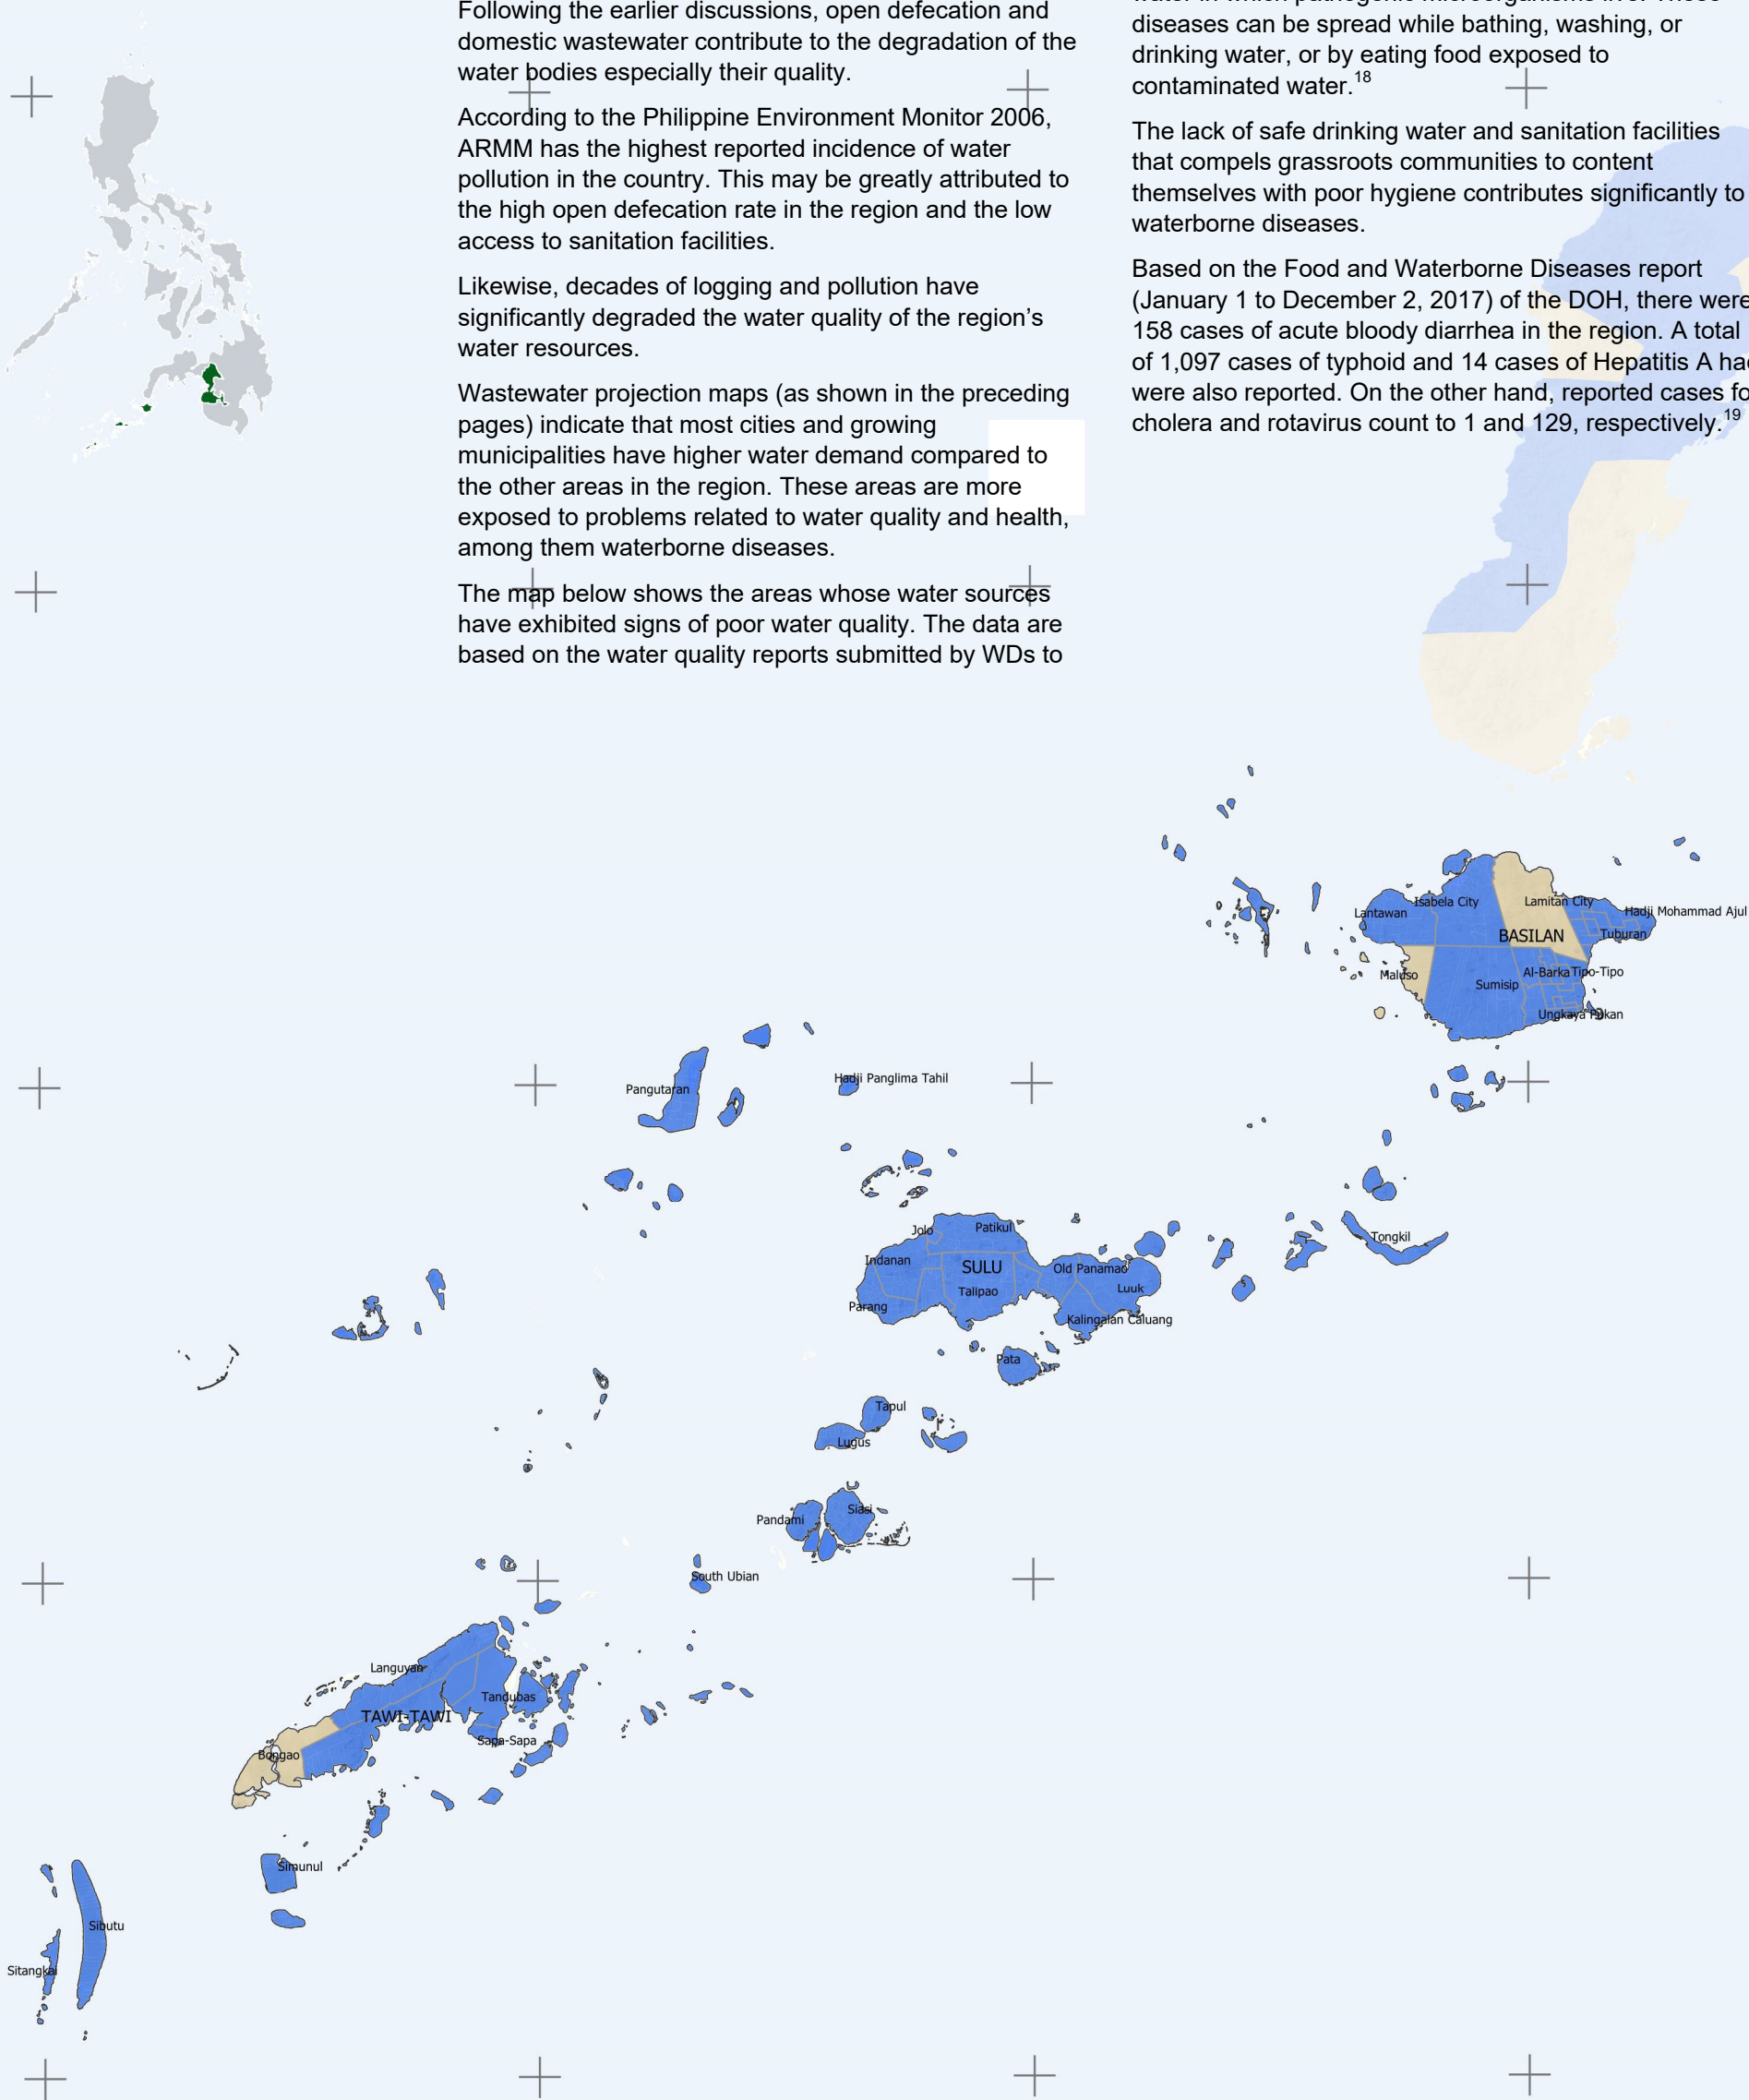 Following the earlier discussions, open defecation and
domestic wastewater contribute to the degradation of the
water bodies especially their quality.
According to the Philippine Environment Monitor 2006,
ARMM has the highest reported incidence of water
pollution in the country. This may be greatly attributed to
the high open defecation rate in the region and the low
access to sanitation facilities.
Likewise, decades of logging and pollution have
significantly degraded the water quality of the region’s
water resources.
Wastewater projection maps (as shown in the preceding
pages) indicate that most cities and growing
municipalities have higher water demand compared to
the other areas in the region. These areas are more
exposed to problems related to water quality and health,
among them waterborne diseases.
The map below shows the areas whose water sources
have exhibited signs of poor water quality. The data are
based on the water quality reports submitted by WDs to
diseases can be spread while bathing, washing, or
drinking water, or by eating food exposed to
contaminated water.18
The lack of safe drinking water and sanitation facilities
that compels grassroots communities to content
themselves with poor hygiene contributes significantly to
waterborne diseases.
Based on the Food and Waterborne Diseases report
(January 1 to December 2, 2017) of the DOH, there were
158 cases of acute bloody diarrhea in the region. A total
of 1,097 cases of typhoid and 14 cases of Hepatitis A
were also reported. On the other hand, reported cases
cholera and rotavirus count to 1 and 129, respectively.19
Lantawan
Isabela City
Lamitan City
Hadji Mohammad Ajul
BASILAN
Tuburan
Maluso
Sumisip
Al-Barka
Tipo-Tipo
Ungkaya Pukan
Pangutaran
Hadji Panglima Tahil
Jolo
Patikul
Tongkil
Indanan
SULU
Old Panamao
Talipao
Luuk
Parang
Kalingalan Caluang
Pata
Tapul
Lugus
Siasi
Pandami
South Ubian
Languyan
Tandubas
TAWI-TAWI
Sapa-Sapa
Bongao
Simunul
Sibutu
Sitangkai